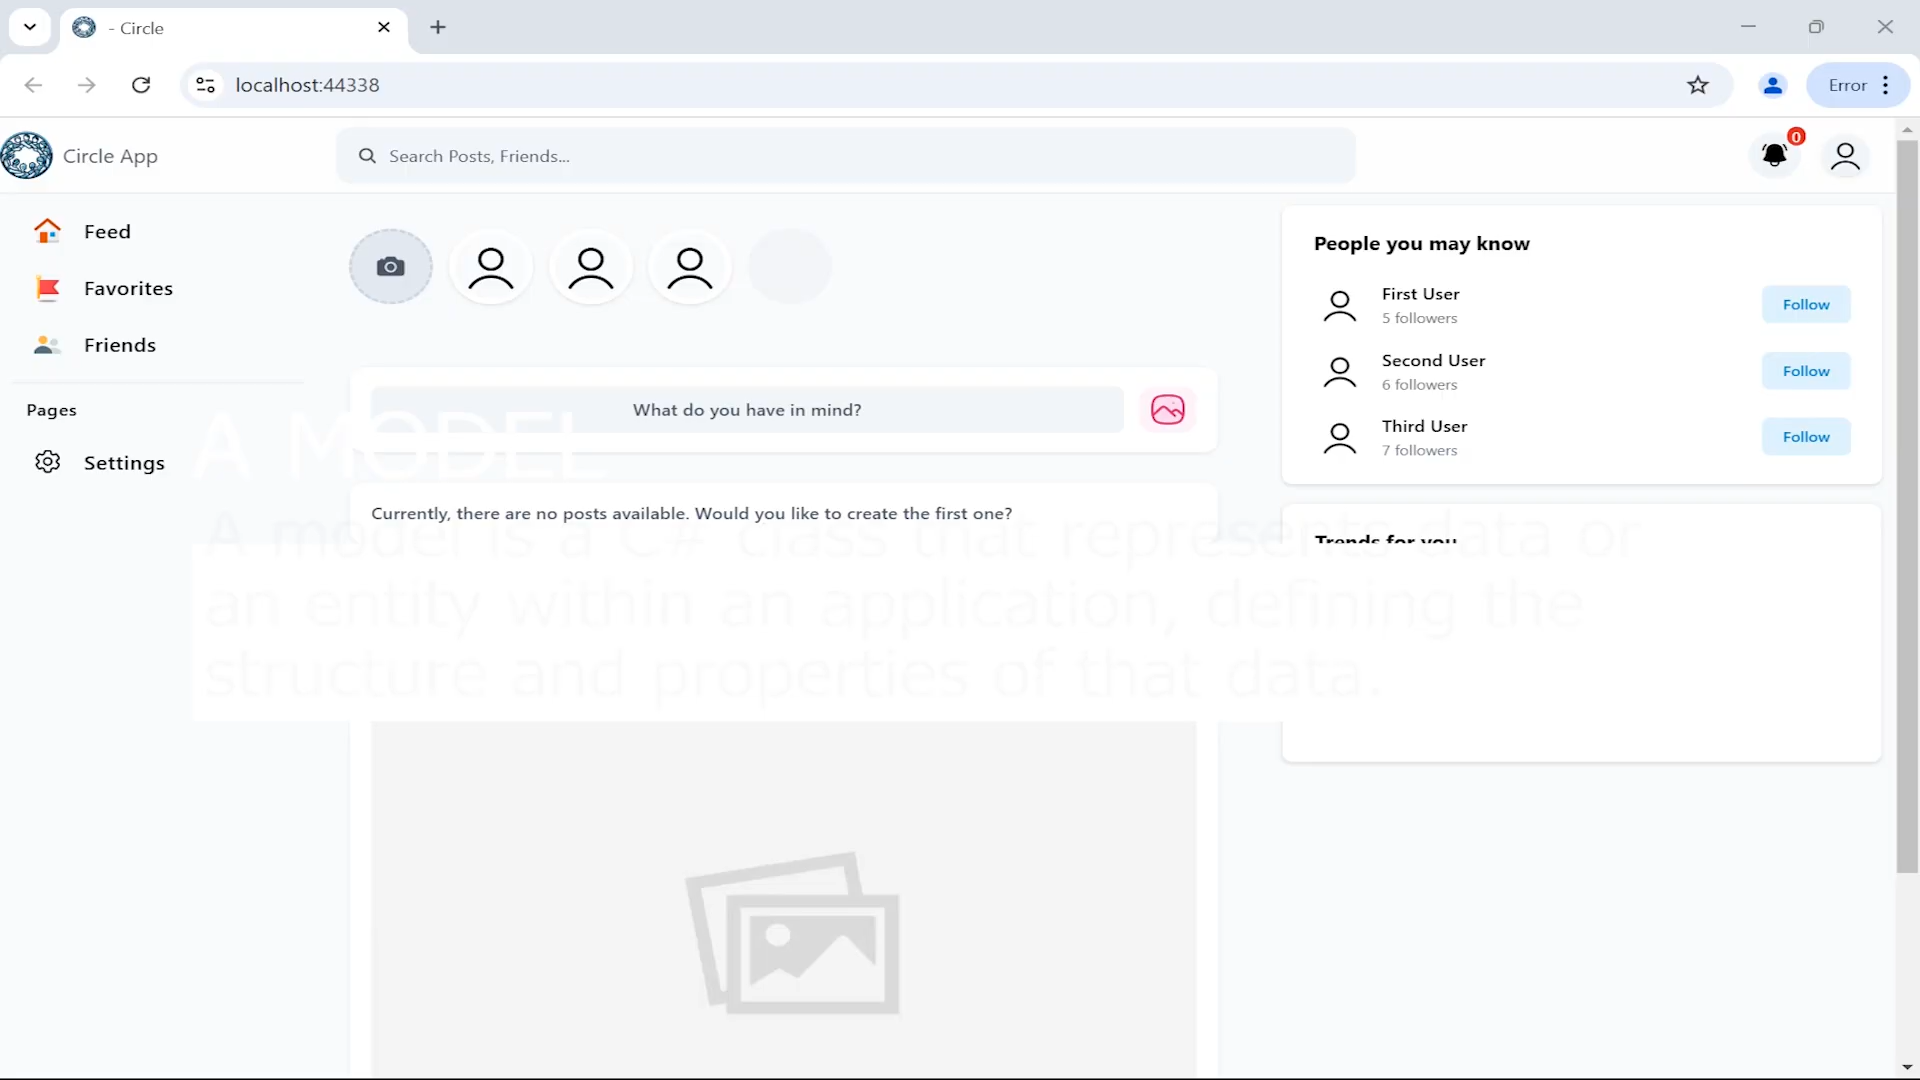 - Circle
localhost:44338
Error
Circle App
Search Posts, Friends...
0
Feed
Favorites
Friends
Pages
Settings
What do you have in mind?
Currently, there are no posts available. Would you like to create the first one?
People you may know
First User
5 followers
Follow
Second User
6 followers
Follow
Third User
7 followers
Follow
Trends for you
A MODEL
A model is a C# class that represents data or
an entity within an application, defining the
structure and properties of that data.